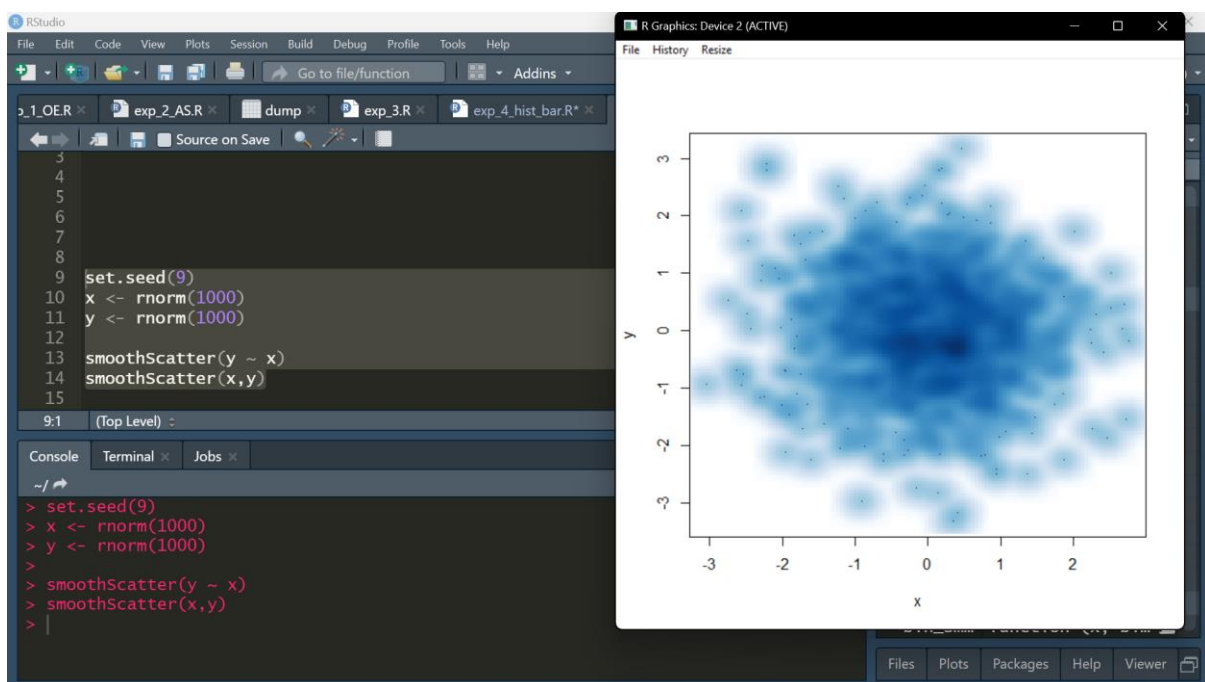 RStudio
File Edit Code View Plots Session Build Debug Profile Tools Help
Go to file/function Addins
o_1_OE.R exp_2_AS.R dump exp_3.R exp_4_hist_bar.R*
Source on Save
3
4
5
6
7
8
9 set.seed(9)
10 x <- rnorm(1000)
11 y <- rnorm(1000)
12
13 smoothScatter(y ~ x)
14 smoothScatter(x,y)
15
9:1 (Top Level)
Console Terminal Jobs
~/
> set.seed(9)
> x <- rnorm(1000)
> y <- rnorm(1000)
>
> smoothScatter(y ~ x)
> smoothScatter(x,y)
>
R Graphics: Device 2 (ACTIVE)
File History Resize
3
2
1
0
-1
-2
-3
y
-3 -2 -1 0 1 2
x
Files Plots Packages Help Viewer